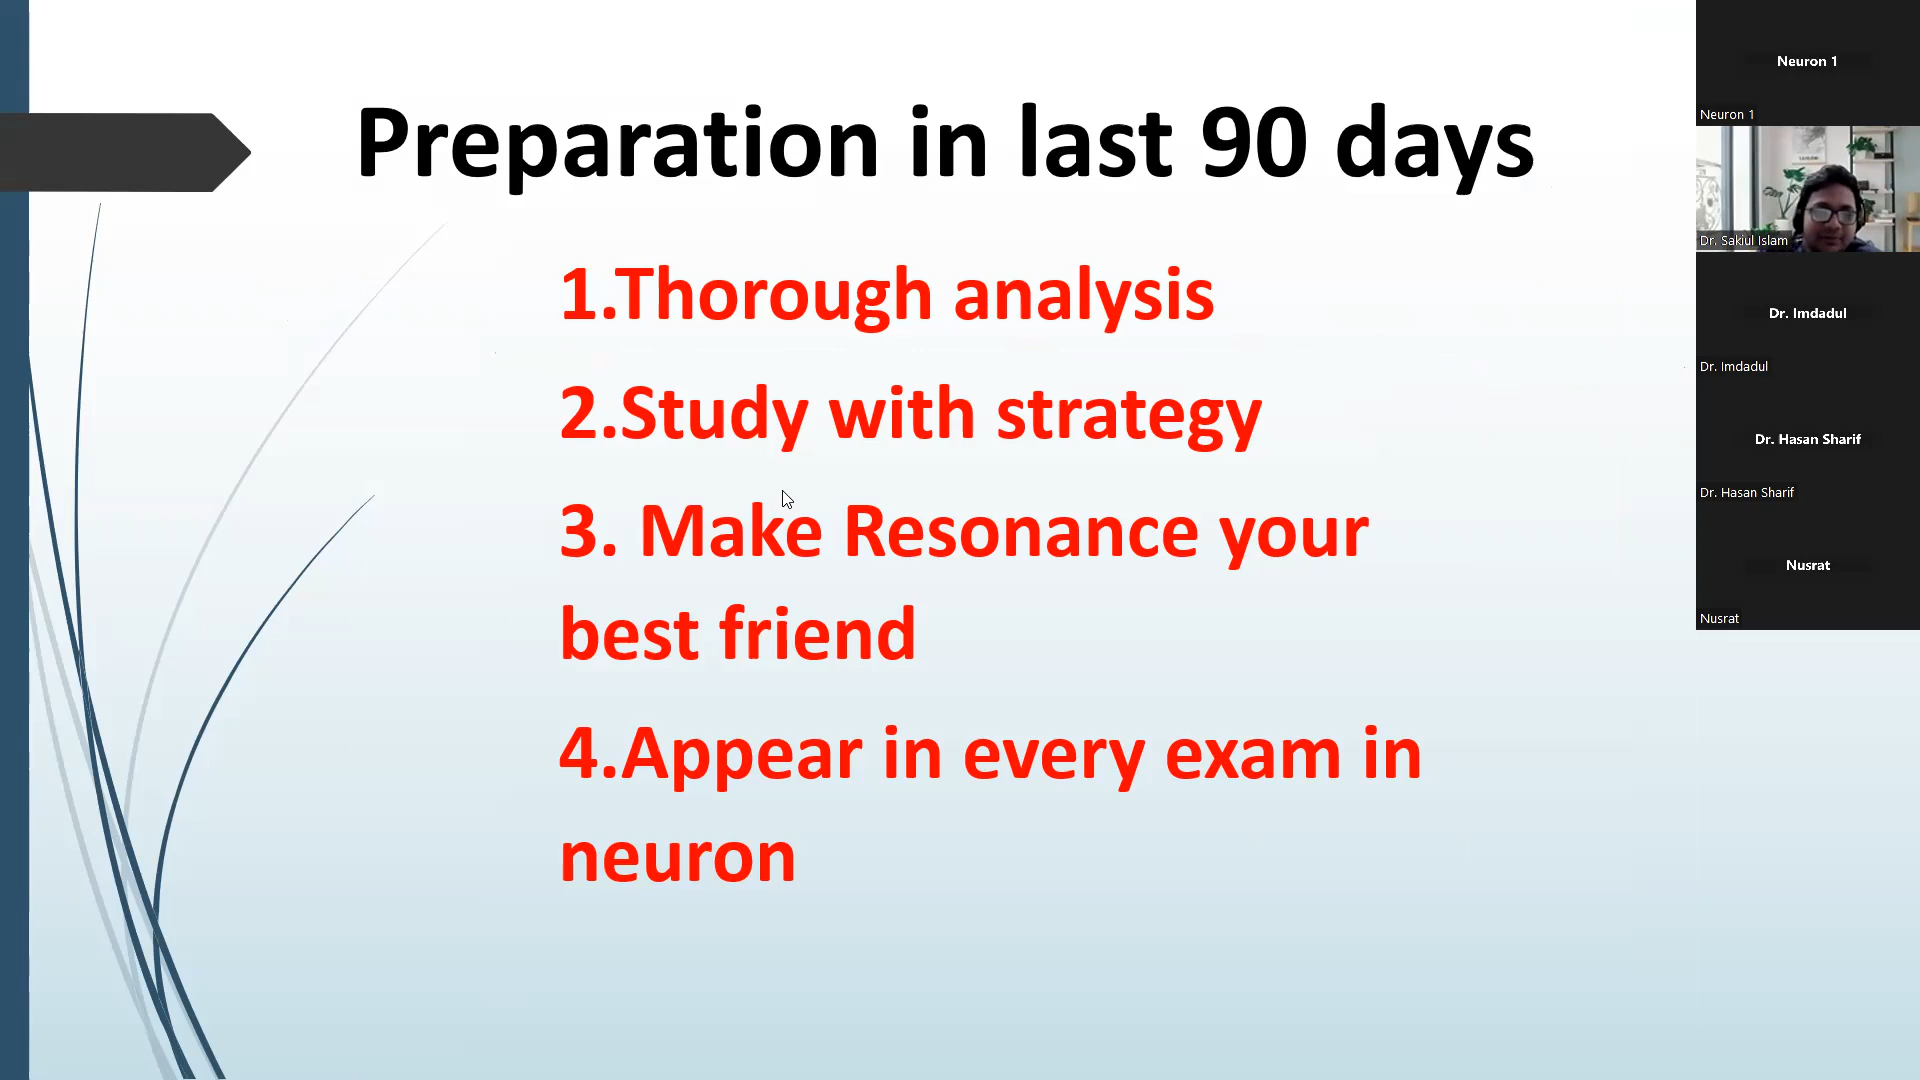 Preparation in last 90 days
1.Thorough analysis
2.Study with strategy
3. Make Resonance your
best friend
4.Appear in every exam in
neuron
Neuron 1
Neuron 1
Dr. Sakiul Islam
Dr. Imdadul
Dr. Imdadul
Dr. Hasan Sharif
Dr. Hasan Sharif
Nusrat
Nusrat